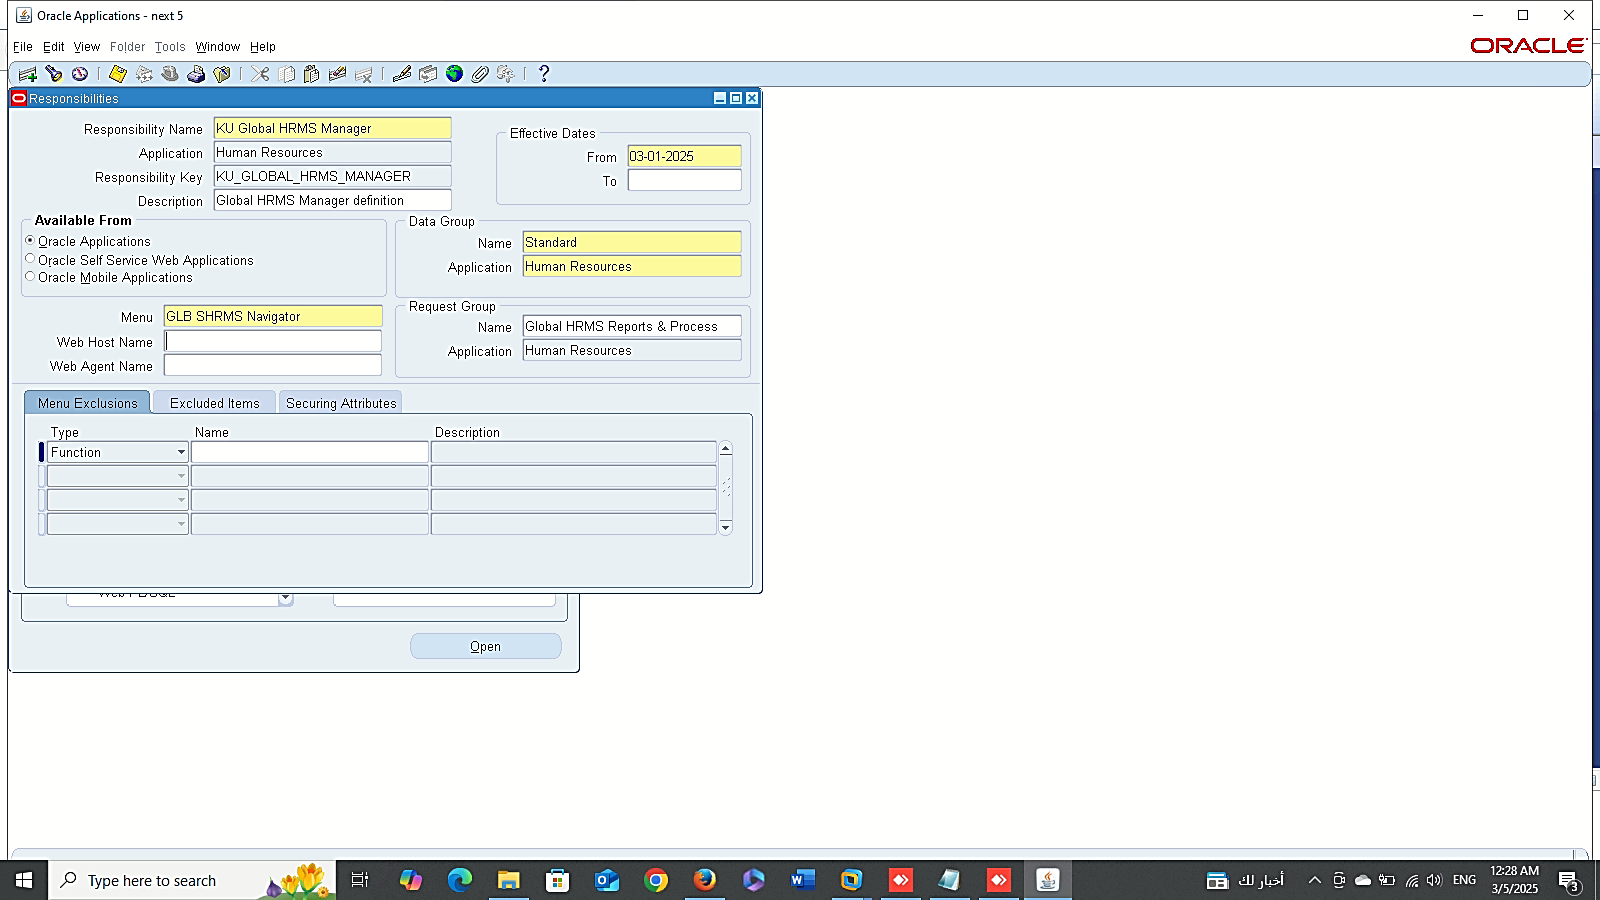 Oracle Applications - next 5
File Edit View Folder Tools Window Help
ORACLE
Responsibilities
Responsibility Name KU Global HRMS Manager
Application Human Resources
Responsibility Key KU_GLOBAL_HRMS_MANAGER
Description Global HRMS Manager definition
Effective Dates
From 03-01-2025
To
Available From
Oracle Applications
Oracle Self Service Web Applications
Oracle Mobile Applications
Data Group
Name Standard
Application Human Resources
Menu GLB SHRMS Navigator
Web Host Name
Web Agent Name
Request Group
Name Global HRMS Reports & Process
Application Human Resources
Menu Exclusions Excluded Items Securing Attributes
Type Name Description
Function
Open
Type here to search
أخبار لك
ENG
12:28 AM
3/5/2025
3